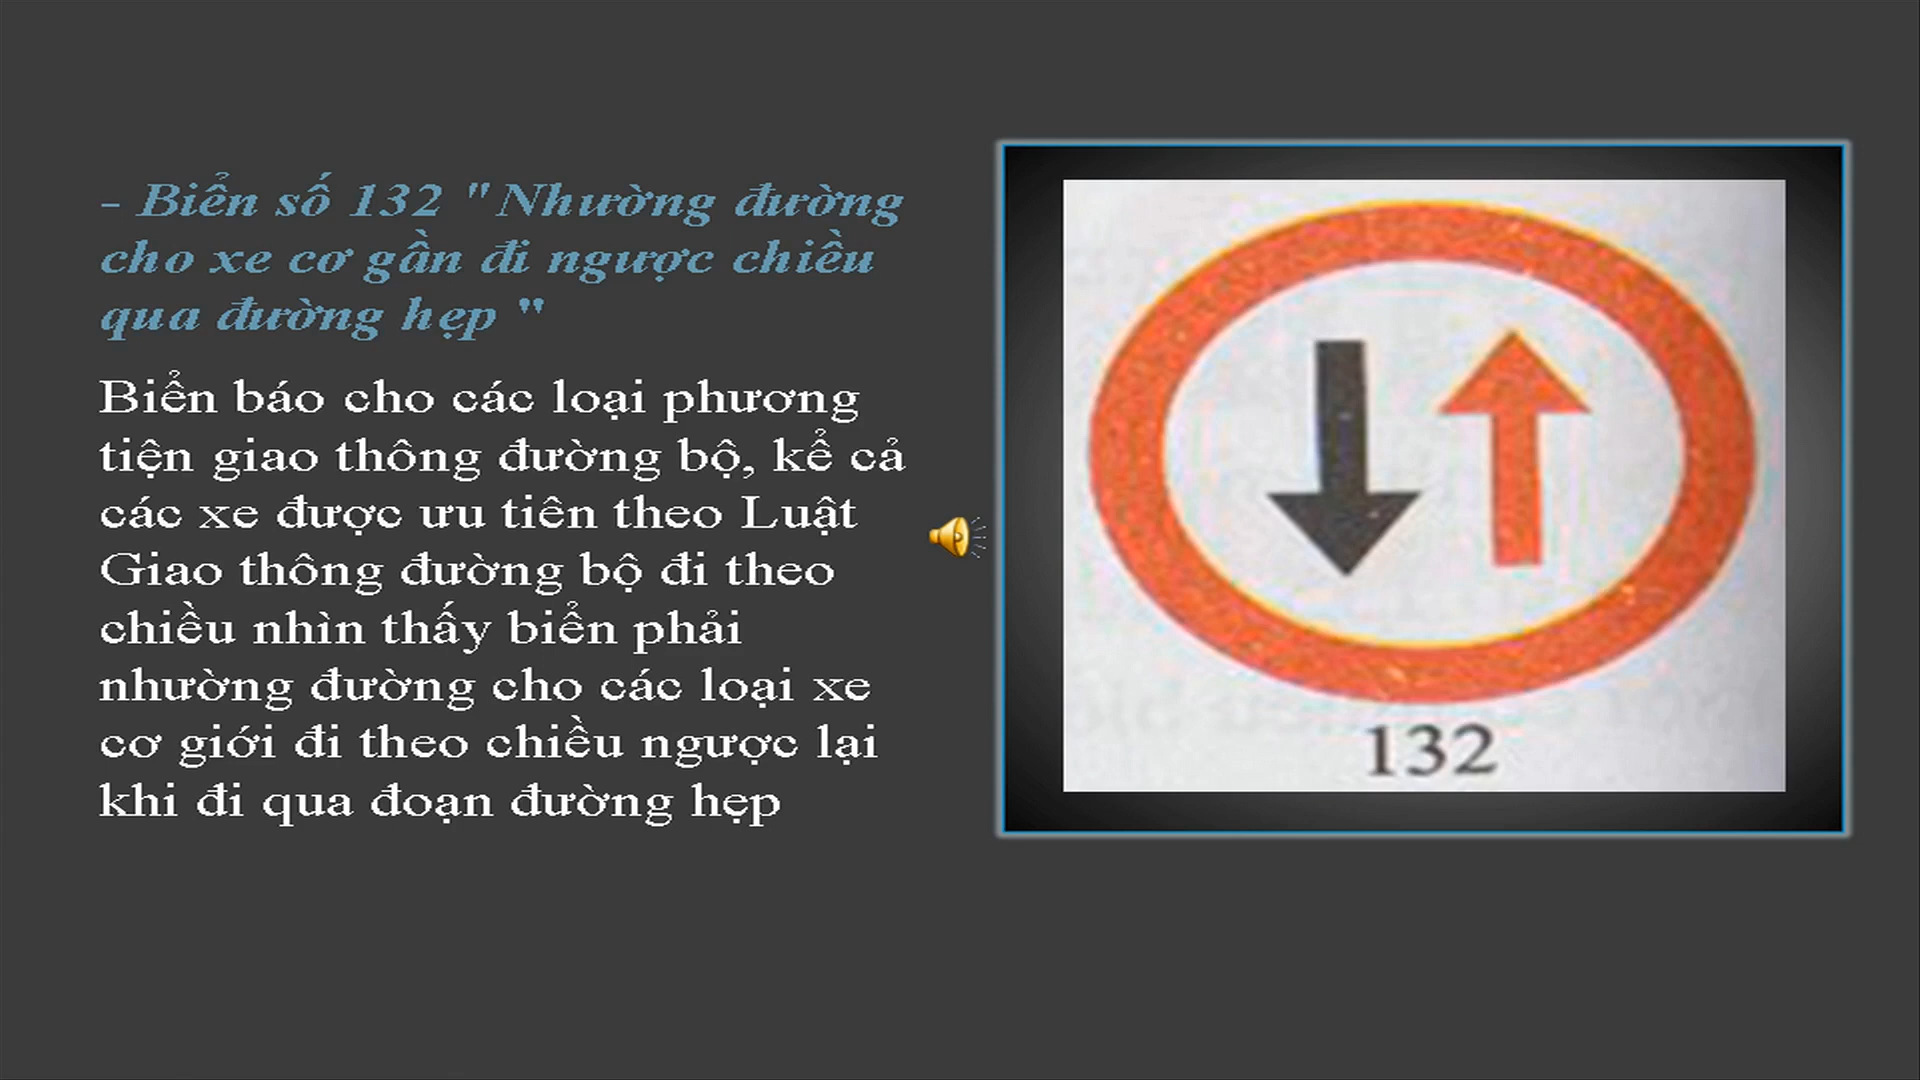 - Biển số 132 "Nhường đường
cho xe cơ gần đi ngược chiều
qua đường hẹp "
Biển báo cho các loại phương
tiện giao thông đường bộ, kể cả
các xe được ưu tiên theo Luật
Giao thông đường bộ đi theo
chiều nhìn thấy biển phải
nhường đường cho các loại xe
cơ giới đi theo chiều ngược lại
khi đi qua đoạn đường hẹp
132